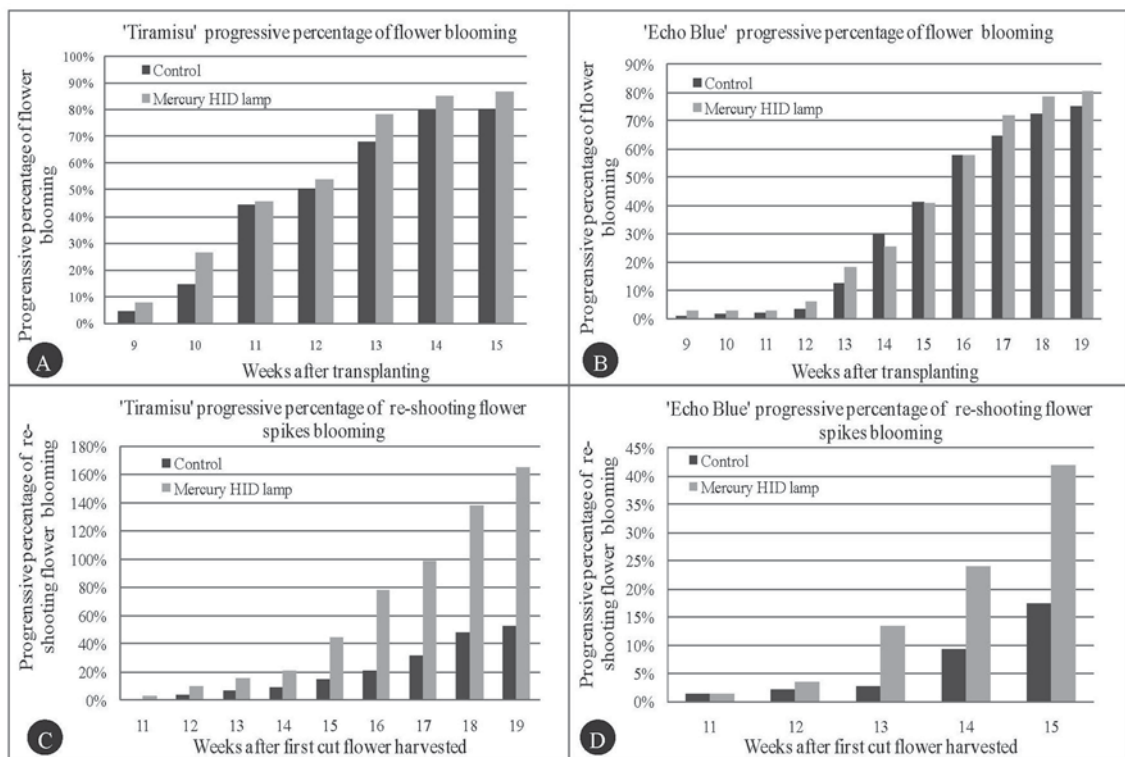 'Tiramisu' progressive percentage of flower blooming
Progrenssive percentage of flower
blooming
100%
90%
80%
70%
60%
50%
40%
30%
20%
10%
0%
Control
Mercury HID lamp
9 10 11 12 13 14 15
Weeks after transplanting
A
'Echo Blue' progressive percentage of flower blooming
Progrenssive percentage of flower
blooming
90%
80%
70%
60%
50%
40%
30%
20%
10%
0%
Control
Mercury HID lamp
9 10 11 12 13 14 15 16 17 18 19
Weeks after transplanting
B
'Tiramisu' progressive percentage of re-shooting flower
spikes blooming
Progrenssive percentage of re-
shooting flower blooming
180%
160%
140%
120%
100%
80%
60%
40%
20%
0%
Control
Mercury HID lamp
11 12 13 14 15 16 17 18 19
Weeks after first cut flower harvested
C
'Echo Blue' progressive percentage of re-shooting flower
spikes blooming
Progrenssive percentage of re-
shooting flower blooming
45%
40%
35%
30%
25%
20%
15%
10%
5%
0%
Control
Mercury HID lamp
11 12 13 14 15
Weeks after first cut flower harvested
D